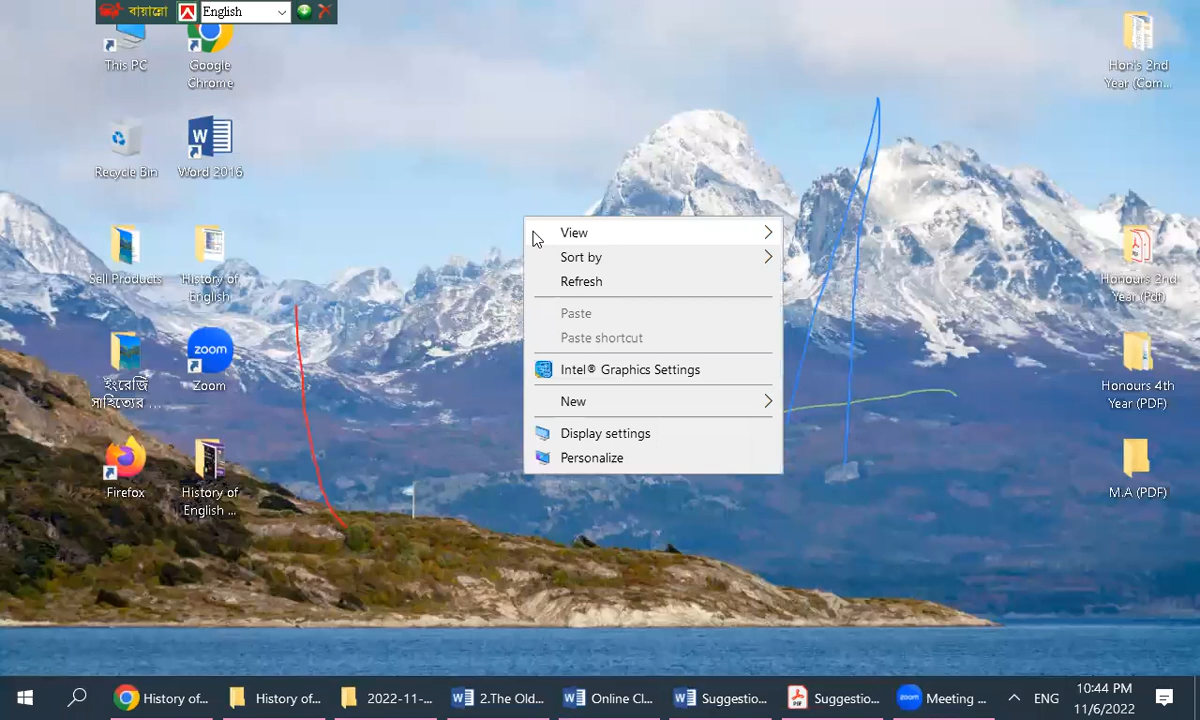 বায়ান্নো
English
This PC
Google
Chrome
Recycle Bin
Word 2016
Sell Products
History of
English
ইংরেজি
সাহিত্যের ...
zoom
Zoom
Firefox
History of
English ...
View
Sort by
Refresh
Paste
Paste shortcut
Intel® Graphics Settings
New
Display settings
Personalize
Hon's 2nd
Year (Com...
Honours 2nd
Year (Pdf)
Honours 4th
Year (PDF)
M.A (PDF)
History of...
History of...
2022-11-...
2.The Old...
Online Cl...
Suggestio...
Suggestio...
zoom
Meeting ...
ENG
10:44 PM
11/6/2022